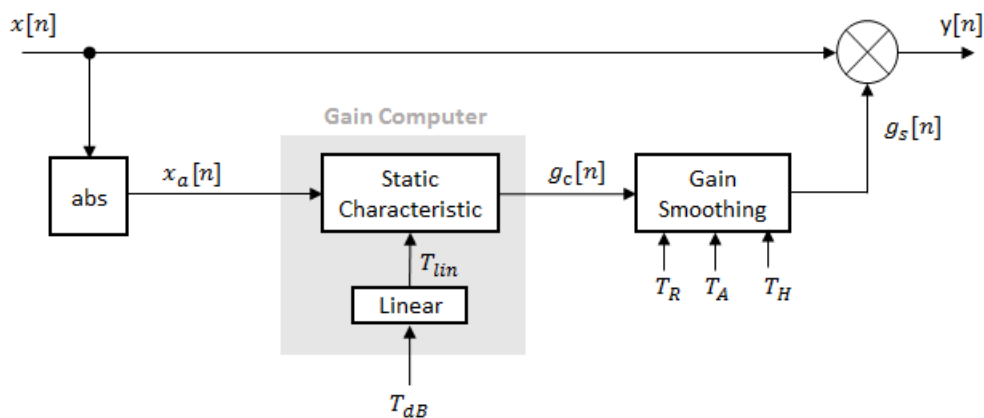 x[n]
y[n]
Gain Computer
g_s[n]
abs
x_a[n]
Static
Characteristic
g_c[n]
Gain
Smoothing
T_lin
T_R
T_A
T_H
Linear
T_dB